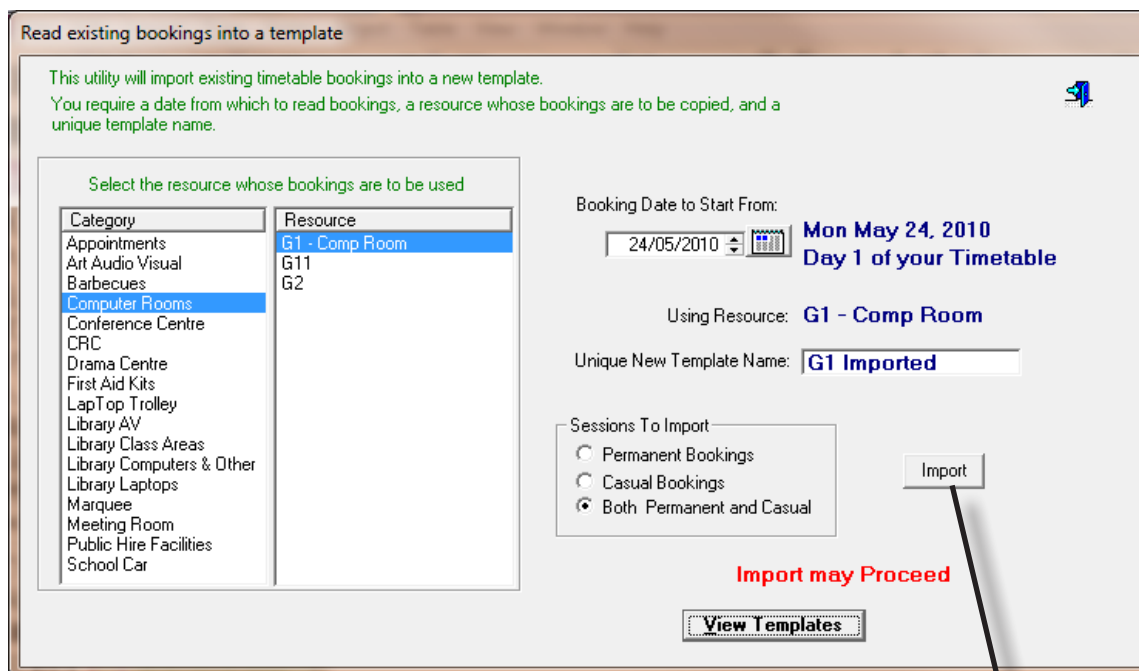 Read existing bookings into a template
This utility will import existing timetable bookings into a new template.
You require a date from which to read bookings, a resource whose bookings are to be copied, and a
unique template name.
Select the resource whose bookings are to be used
Category
Appointments
Art Audio Visual
Barbecues
Computer Rooms
Conference Centre
CRC
Drama Centre
First Aid Kits
LapTop Trolley
Library AV
Library Class Areas
Library Computers & Other
Library Laptops
Marquee
Meeting Room
Public Hire Facilities
School Car
Resource
G1 - Comp Room
G11
G2
Booking Date to Start From:
24/05/2010
Mon May 24, 2010
Day 1 of your Timetable
Using Resource: G1 - Comp Room
Unique New Template Name: G1 Imported
Sessions To Import
Permanent Bookings
Casual Bookings
Both Permanent and Casual
Import
Import may Proceed
View Templates